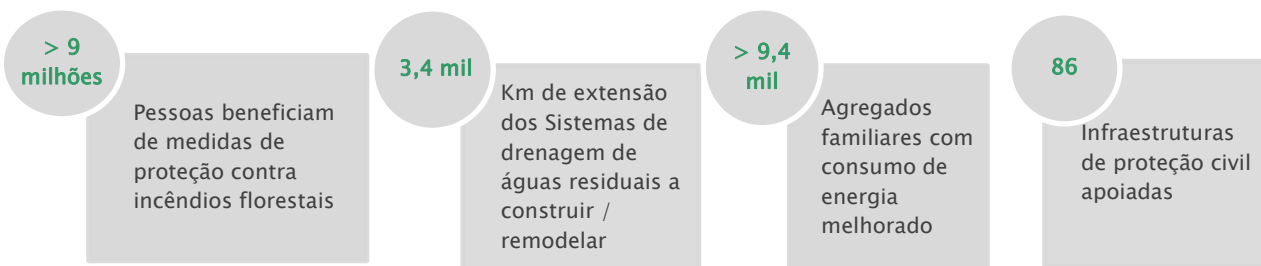 > 9
milhões
Pessoas beneficiam
de medidas de
proteção contra
incêndios florestais
3,4 mil
Km de extensão
dos Sistemas de
drenagem de
águas residuais a
construir /
remodelar
> 9,4
mil
Agregados
familiares com
consumo de
energia
melhorado
86
Infraestruturas
de proteção civil
apoiadas